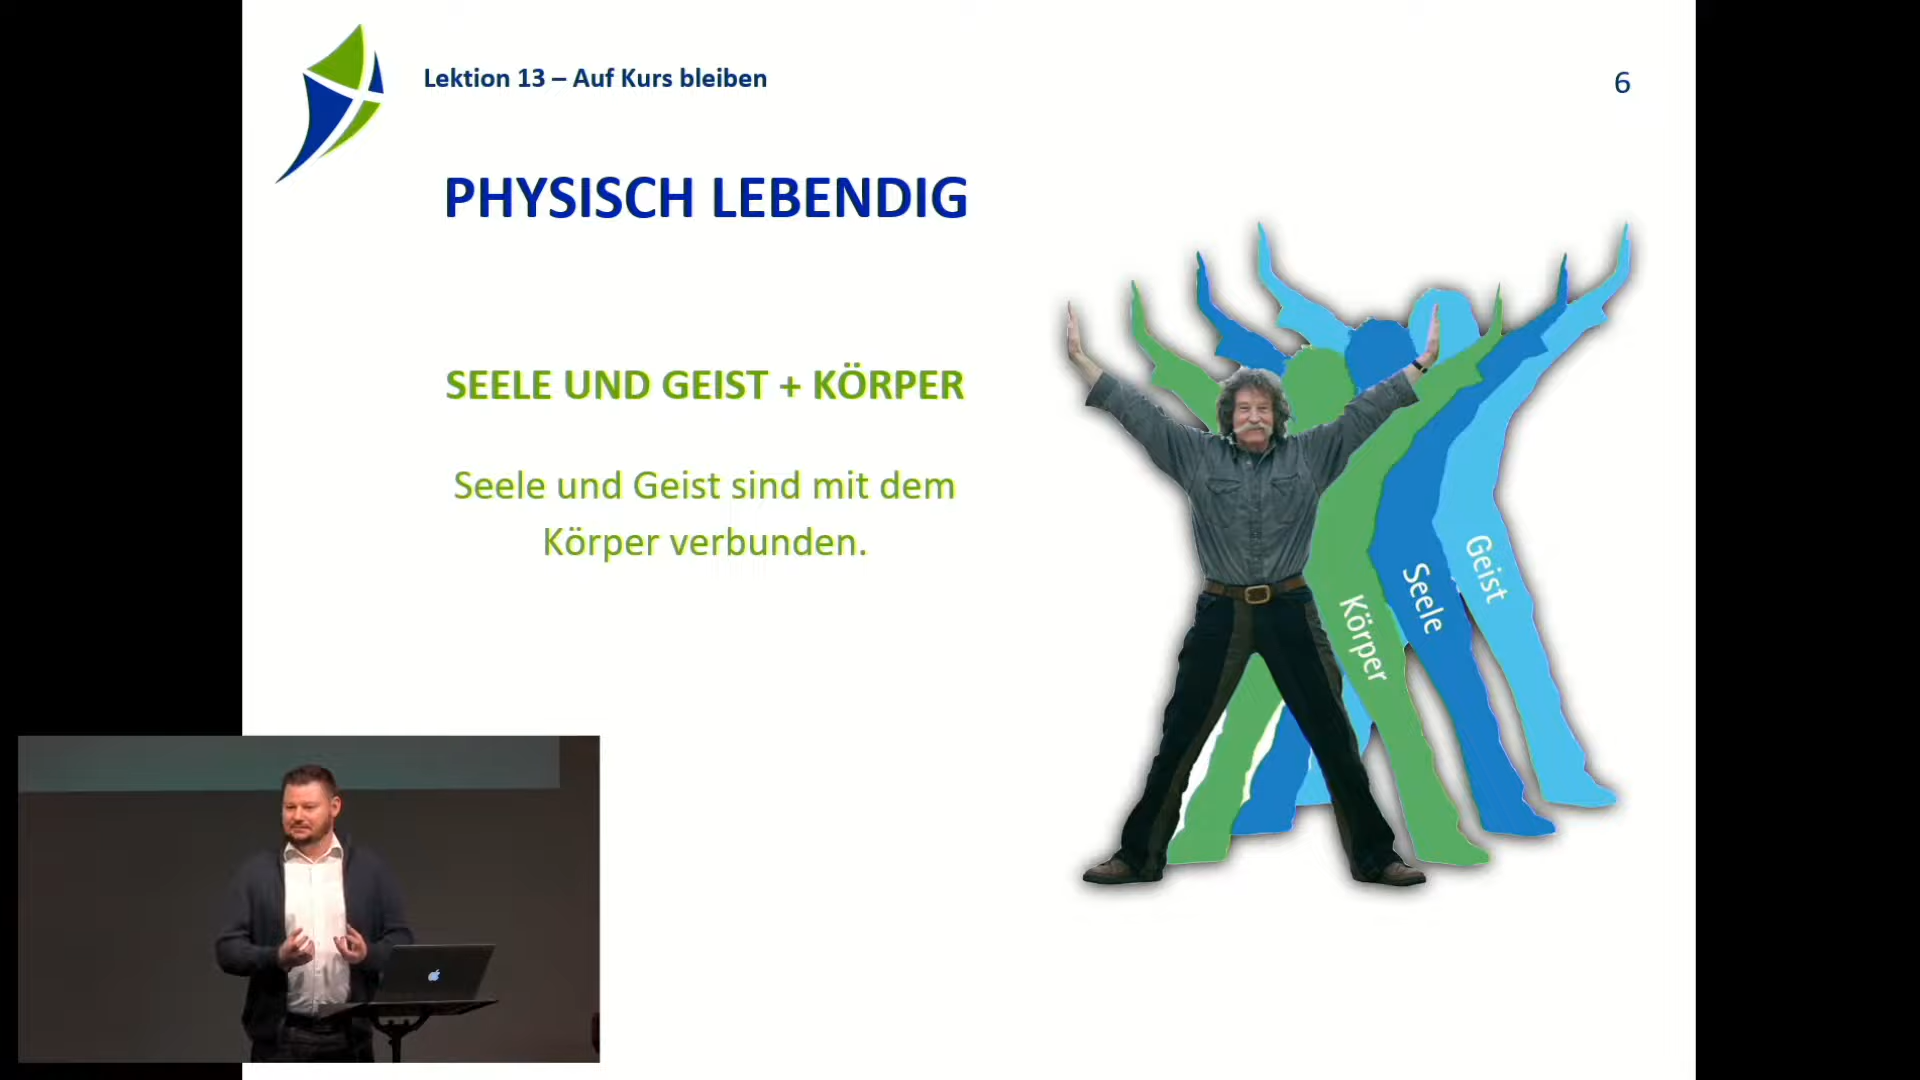 Lektion 13 – Auf Kurs bleiben
6
PHYSISCH LEBENDIG
SEELE UND GEIST + KÖRPER
Seele und Geist sind mit dem
Körper verbunden.
Körper
Seele
Geist